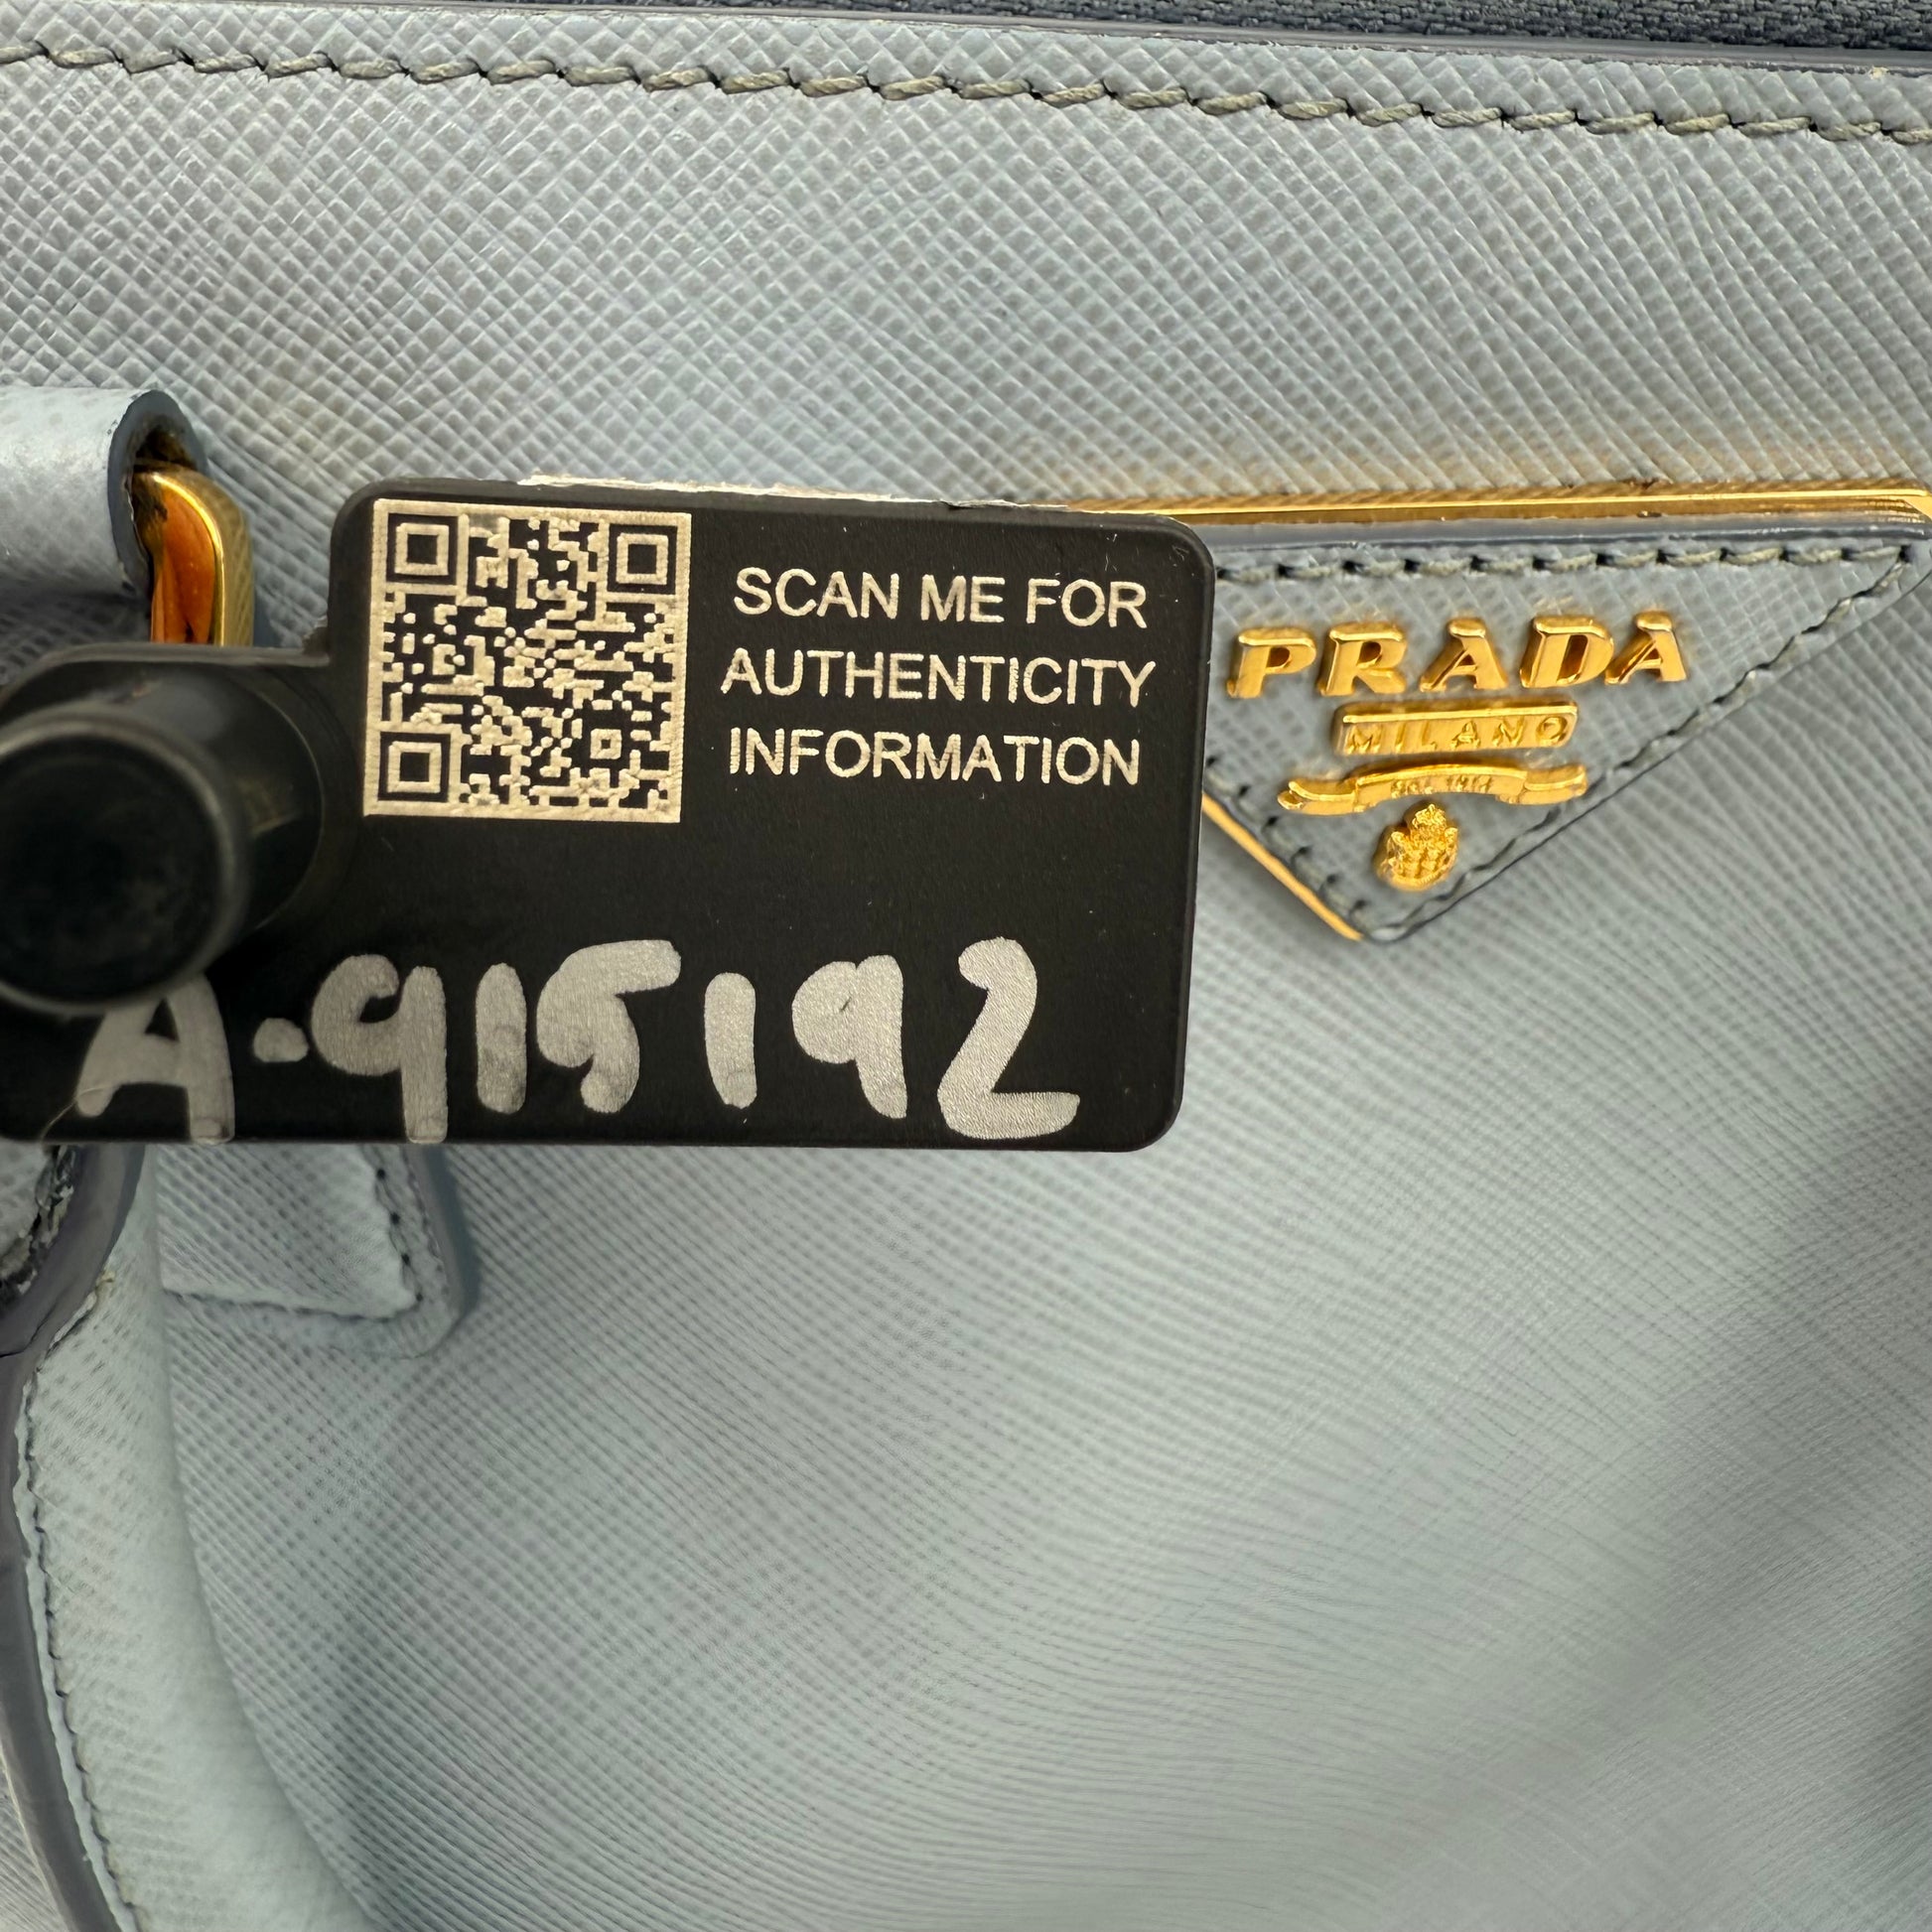 SCAN ME FOR
AUTHENTICITY
INFORMATION
A-915192
PRADA
MILANO